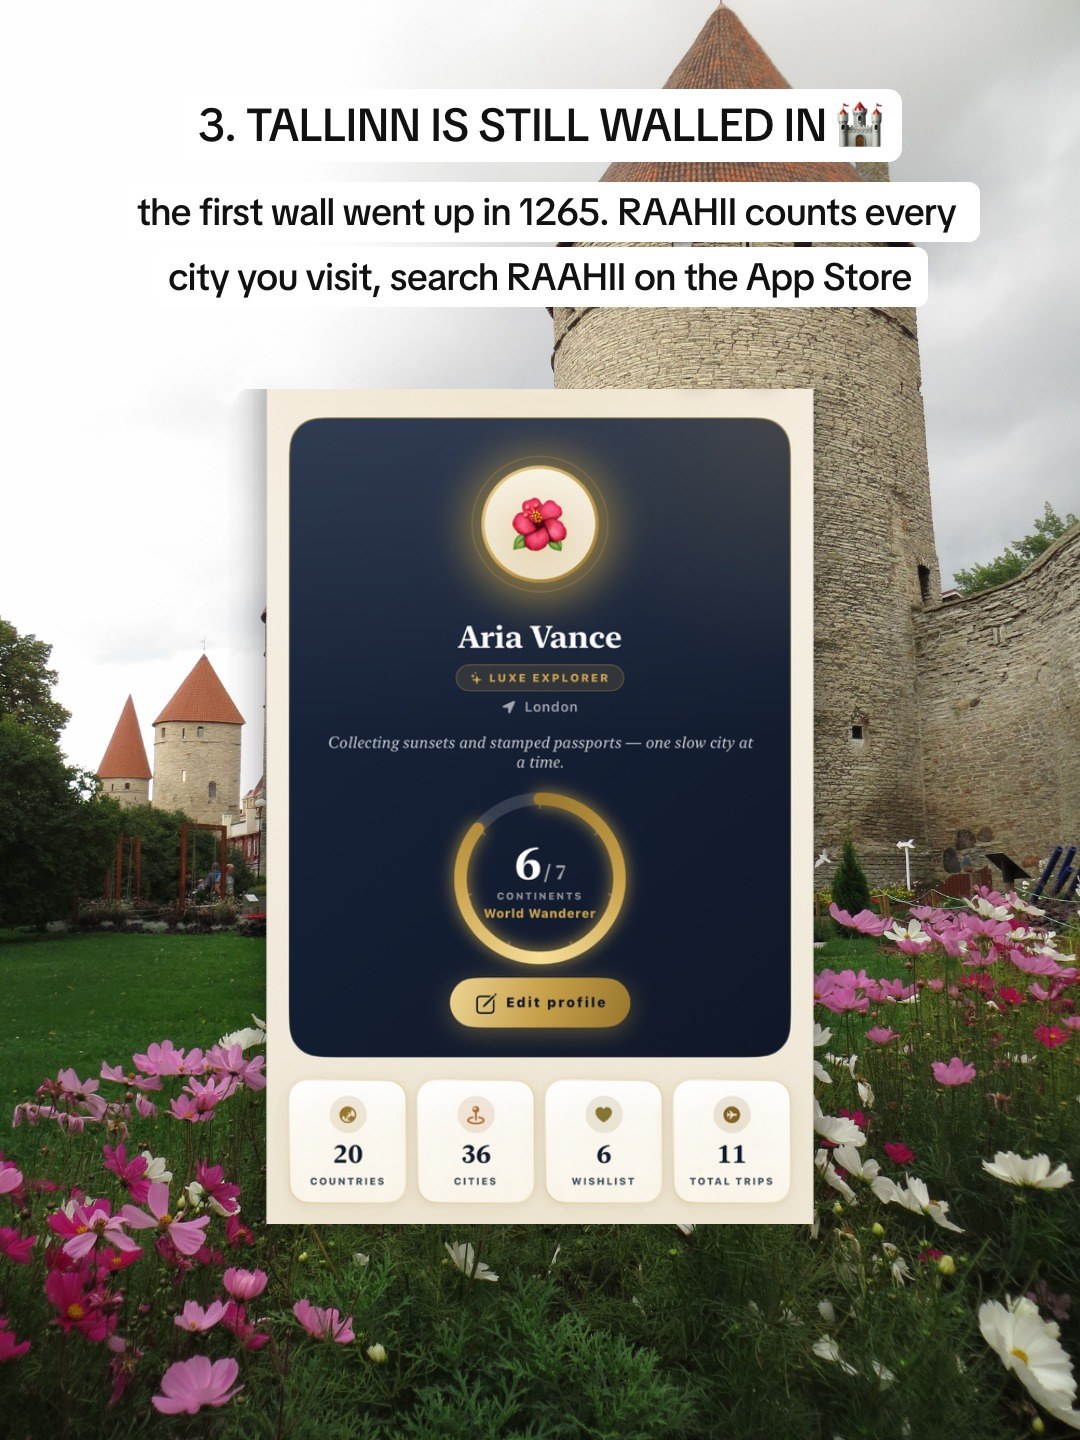 3. TALLINN IS STILL WALLED IN 🏰
the first wall went up in 1265. RAAHII counts every
city you visit, search RAAHII on the App Store
Aria Vance
LUXE EXPLORER
London
Collecting sunsets and stamped passports — one slow city at
a time.
6/7
CONTINENTS
World Wanderer
Edit profile
20
COUNTRIES
36
CITIES
6
WISHLIST
11
TOTAL TRIPS